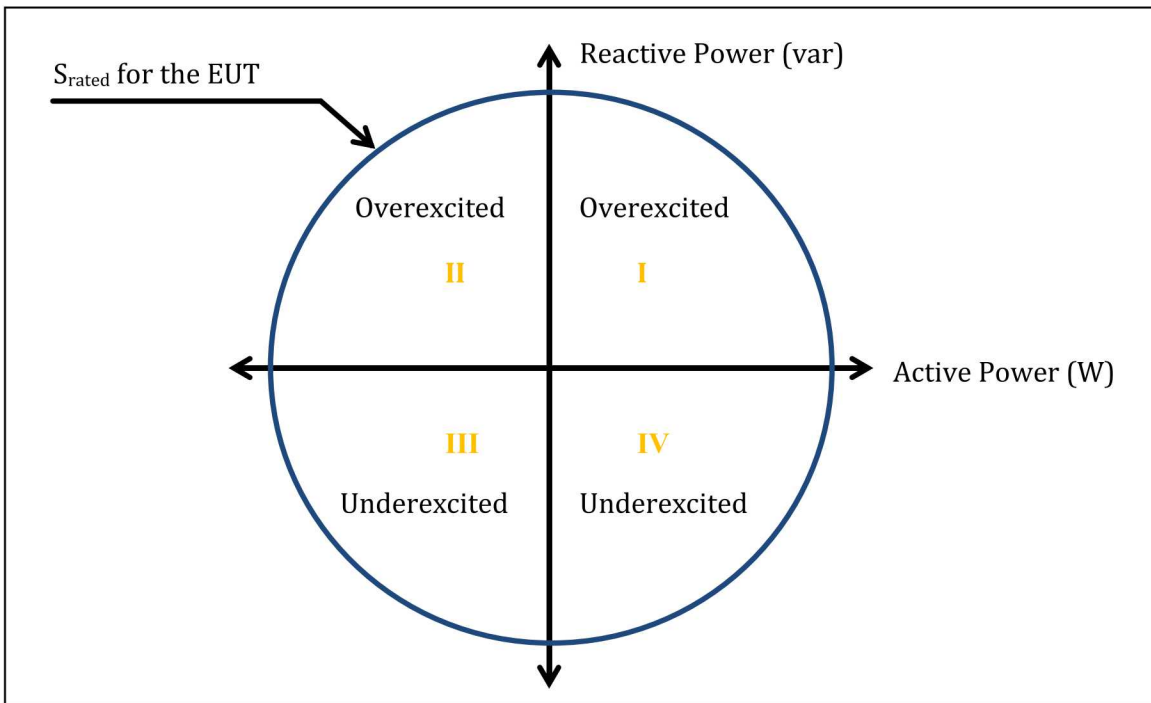 Reactive Power (var)
Srated for the EUT
Overexcited
Overexcited
II
I
Active Power (W)
III
IV
Underexcited
Underexcited